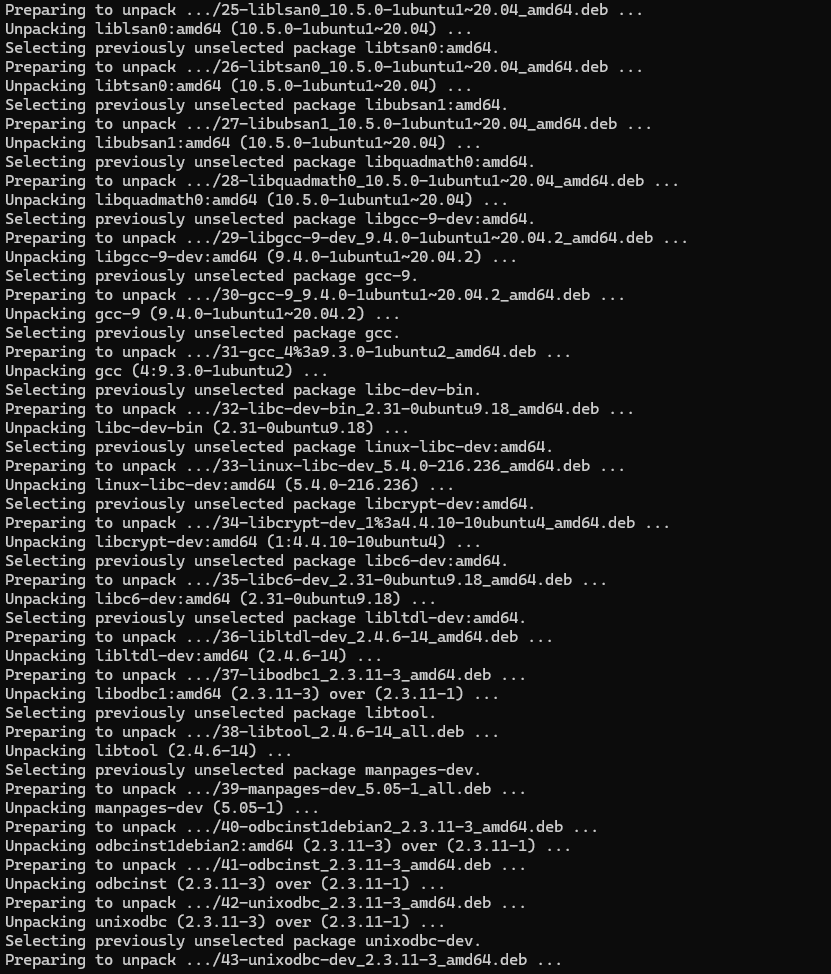 Preparing to unpack .../25-liblsan0_10.5.0-1ubuntu1~20.04_amd64.deb ...
Unpacking liblsan0:amd64 (10.5.0-1ubuntu1~20.04) ...
Selecting previously unselected package libtsan0:amd64.
Preparing to unpack .../26-libtsan0_10.5.0-1ubuntu1~20.04_amd64.deb ...
Unpacking libtsan0:amd64 (10.5.0-1ubuntu1~20.04) ...
Selecting previously unselected package libubsan1:amd64.
Preparing to unpack .../27-libubsan1_10.5.0-1ubuntu1~20.04_amd64.deb ...
Unpacking libubsan1:amd64 (10.5.0-1ubuntu1~20.04) ...
Selecting previously unselected package libquadmath0:amd64.
Preparing to unpack .../28-libquadmath0_10.5.0-1ubuntu1~20.04_amd64.deb ...
Unpacking libquadmath0:amd64 (10.5.0-1ubuntu1~20.04) ...
Selecting previously unselected package libgcc-9-dev:amd64.
Preparing to unpack .../29-libgcc-9-dev_9.4.0-1ubuntu1~20.04.2_amd64.deb ...
Unpacking libgcc-9-dev:amd64 (9.4.0-1ubuntu1~20.04.2) ...
Selecting previously unselected package gcc-9.
Preparing to unpack .../30-gcc-9_9.4.0-1ubuntu1~20.04.2_amd64.deb ...
Unpacking gcc-9 (9.4.0-1ubuntu1~20.04.2) ...
Selecting previously unselected package gcc.
Preparing to unpack .../31-gcc_4%3a9.3.0-1ubuntu2_amd64.deb ...
Unpacking gcc (4:9.3.0-1ubuntu2) ...
Selecting previously unselected package libc-dev-bin.
Preparing to unpack .../32-libc-dev-bin_2.31-0ubuntu9.18_amd64.deb ...
Unpacking libc-dev-bin (2.31-0ubuntu9.18) ...
Selecting previously unselected package linux-libc-dev:amd64.
Preparing to unpack .../33-linux-libc-dev_5.4.0-216.236_amd64.deb ...
Unpacking linux-libc-dev:amd64 (5.4.0-216.236) ...
Selecting previously unselected package libcrypt-dev:amd64.
Preparing to unpack .../34-libcrypt-dev_1%3a4.4.10-10ubuntu4_amd64.deb ...
Unpacking libcrypt-dev:amd64 (1:4.4.10-10ubuntu4) ...
Selecting previously unselected package libc6-dev:amd64.
Preparing to unpack .../35-libc6-dev_2.31-0ubuntu9.18_amd64.deb ...
Unpacking libc6-dev:amd64 (2.31-0ubuntu9.18) ...
Selecting previously unselected package libltdl-dev:amd64.
Preparing to unpack .../36-libltdl-dev_2.4.6-14_amd64.deb ...
Unpacking libltdl-dev:amd64 (2.4.6-14) ...
Preparing to unpack .../37-libodbc1_2.3.11-3_amd64.deb ...
Unpacking libodbc1:amd64 (2.3.11-3) over (2.3.11-1) ...
Selecting previously unselected package libtool.
Preparing to unpack .../38-libtool_2.4.6-14_all.deb ...
Unpacking libtool (2.4.6-14) ...
Selecting previously unselected package manpages-dev.
Preparing to unpack .../39-manpages-dev_5.05-1_all.deb ...
Unpacking manpages-dev (5.05-1) ...
Preparing to unpack .../40-odbcinst1debian2_2.3.11-3_amd64.deb ...
Unpacking odbcinst1debian2:amd64 (2.3.11-3) over (2.3.11-1) ...
Preparing to unpack .../41-odbcinst_2.3.11-3_amd64.deb ...
Unpacking odbcinst (2.3.11-3) over (2.3.11-1) ...
Preparing to unpack .../42-unixodbc_2.3.11-3_amd64.deb ...
Unpacking unixodbc (2.3.11-3) over (2.3.11-1) ...
Selecting previously unselected package unixodbc-dev.
Preparing to unpack .../43-unixodbc-dev_2.3.11-3_amd64.deb ...